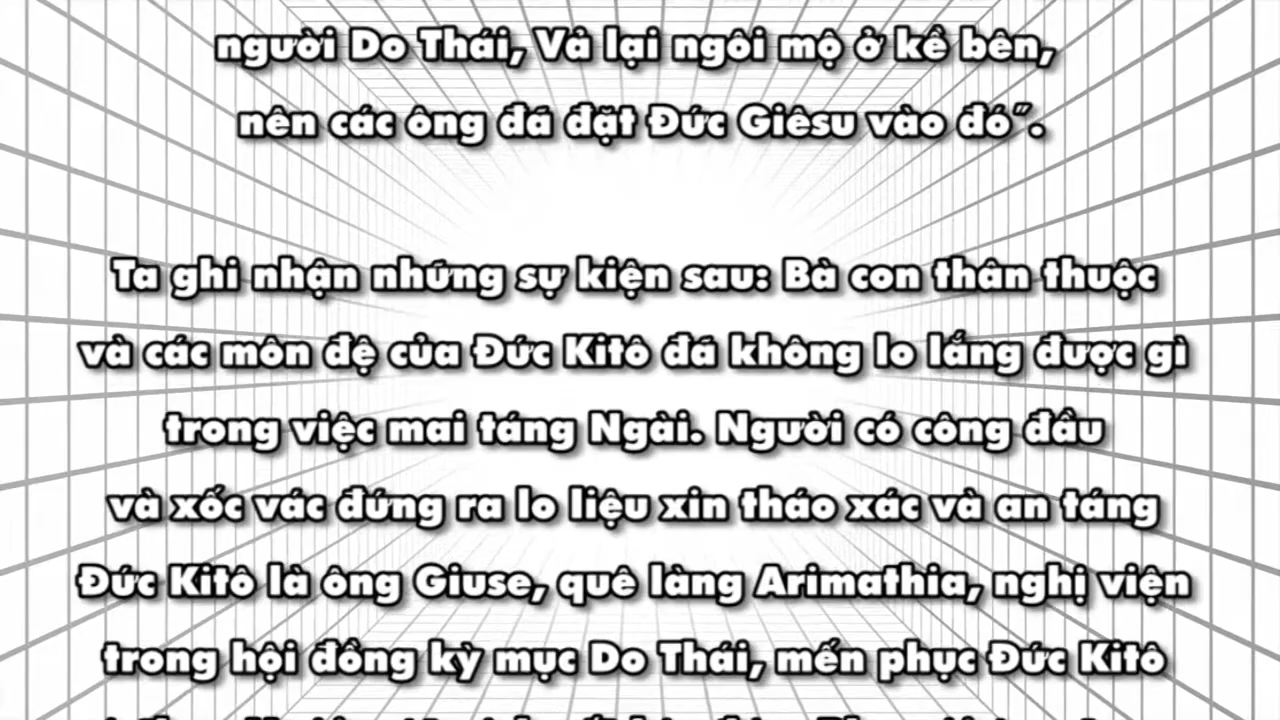 người Do Thái, Vả lại ngôi mộ ở kề bên,
nên các ông đã đặt Đức Giêsu vào đó”.
Ta ghi nhận những sự kiện sau: Bà con thân thuộc
và các môn đệ của Đức Kitô đã không lo lắng được gì
trong việc mai táng Ngài. Người có công đầu
và xốc vác đứng ra lo liệu xin tháo xác và an táng
Đức Kitô là ông Giuse, quê làng Arimathia, nghị viện
trong hội đồng kỳ mục Do Thái, mến phục Đức Kitô